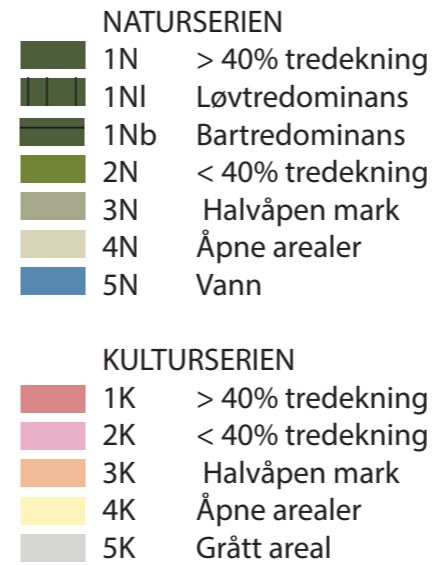 NATURSERIEN
1N > 40% tredekning
1Nl Løvtredominans
1Nb Bartredominans
2N < 40% tredekning
3N Halvåpen mark
4N Åpne arealer
5N Vann
KULTURSERIEN
1K > 40% tredekning
2K < 40% tredekning
3K Halvåpen mark
4K Åpne arealer
5K Grått areal